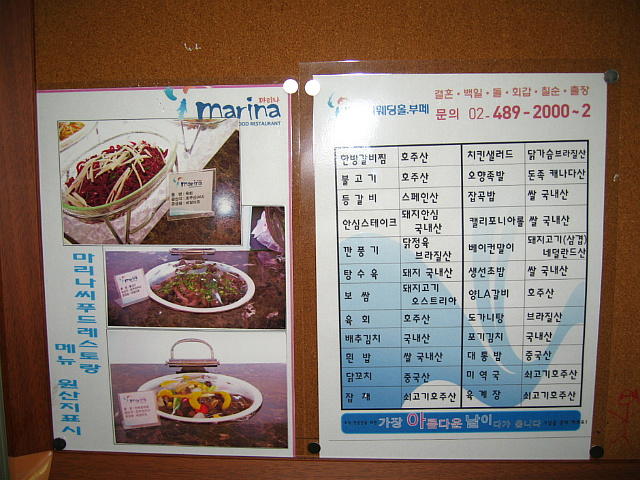 마리나
marina
OOD RESTAURANT
marina
마리나씨푸드레스토랑
메뉴 원산지표시
결혼 · 백일 · 돌 · 회갑 · 칠순 · 출장
웨딩홀.부페 문의 02-489-2000~2
한방갈비찜 호주산 치킨샐러드 닭가슴브라질산
불고기 호주산 오향족발 돈족 캐나다산
등갈비 스페인산 잡곡밥 쌀 국내산
안심스테이크 돼지안심 국내산 캘리포니아롤 쌀 국내산
깐풍기 닭정육 브라질산 베이컨말이 돼지고기(삼겹) 네덜란드산
탕수육 돼지 국내산 생선초밥 쌀 국내산
보쌈 돼지고기 오스트리아 양LA갈비 호주산
육회 호주산 도가니탕 브라질산
배추김치 국내산 포기김치 국내산
흰밥 쌀 국내산 대통밥 중국산
닭꼬치 중국산 미역국 쇠고기호주산
잡채 쇠고기호주산 육계장 쇠고기호주산
가장 아름다운 날이 다가 옵니다